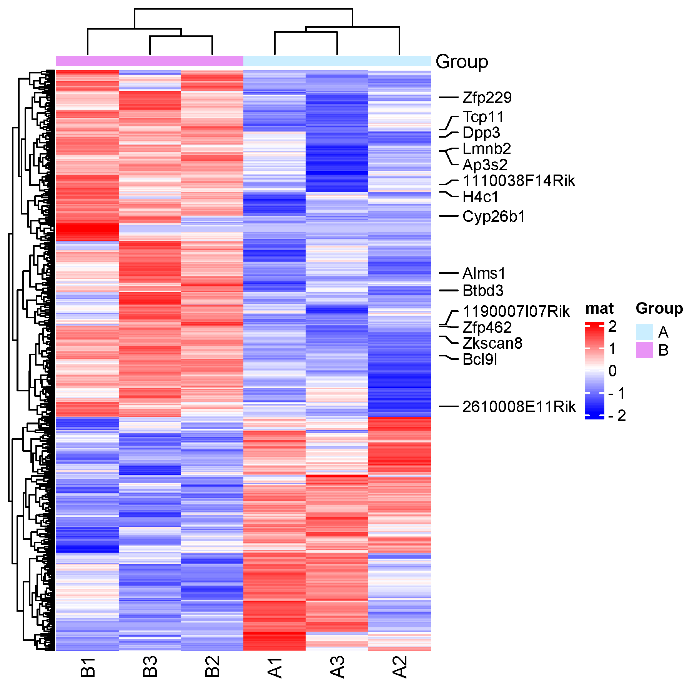 Group
Zfp229
Tcp11
Dpp3
Lmnb2
Ap3s2
1110038F14Rik
H4c1
Cyp26b1
Alms1
Btbd3
1190007I07Rik
Zfp462
Zkscan8
Bcl9l
2610008E11Rik
mat
2
1
0
- 1
- 2
Group
A
B
B1 B3 B2 A1 A3 A2